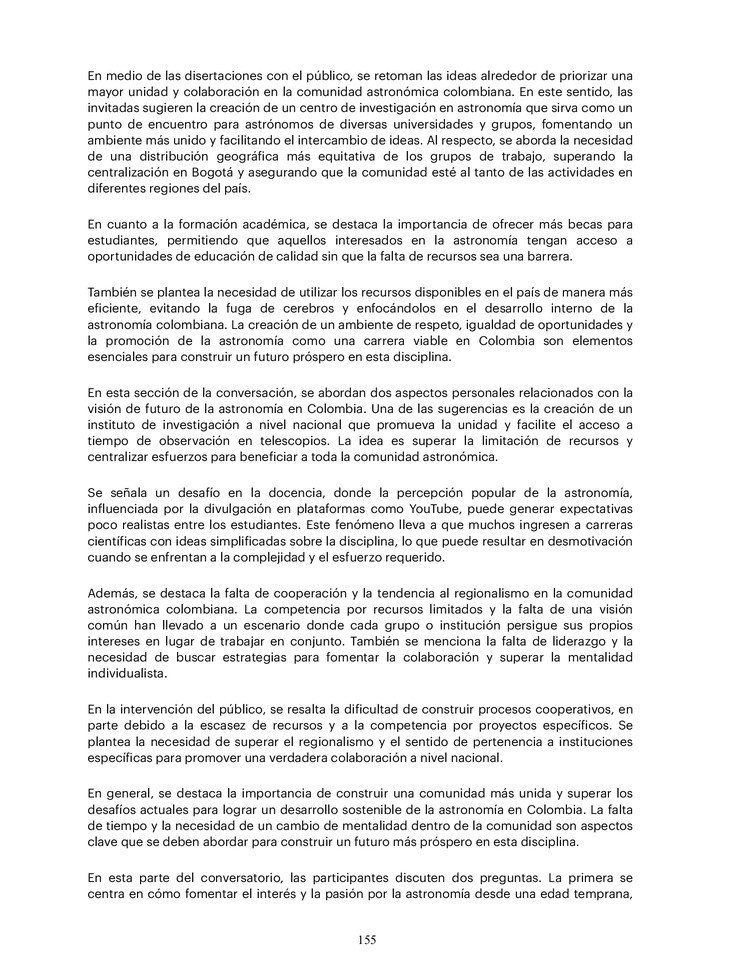 En medio de las disertaciones con el público, se retoman las ideas alrededor de priorizar una
mayor unidad y colaboración en la comunidad astronómica colombiana. En este sentido, las
invitadas sugieren la creación de un centro de investigación en astronomía que sirva como un
punto de encuentro para astrónomos de diversas universidades y grupos, fomentando un
ambiente más unido y facilitando el intercambio de ideas. Al respecto, se aborda la necesidad
de una distribución geográfica más equitativa de los grupos de trabajo, superando la
centralización en Bogotá y asegurando que la comunidad esté al tanto de las actividades en
diferentes regiones del país.
En cuanto a la formación académica, se destaca la importancia de ofrecer más becas para
estudiantes, permitiendo que aquellos interesados en la astronomía tengan acceso a
oportunidades de educación de calidad sin que la falta de recursos sea una barrera.
También se plantea la necesidad de utilizar los recursos disponibles en el país de manera más
eficiente, evitando la fuga de cerebros y enfocándolos en el desarrollo interno de la
astronomía colombiana. La creación de un ambiente de respeto, igualdad de oportunidades y
la promoción de la astronomía como una carrera viable en Colombia son elementos
esenciales para construir un futuro próspero en esta disciplina.
En esta sección de la conversación, se abordan dos aspectos personales relacionados con la
visión de futuro de la astronomía en Colombia. Una de las sugerencias es la creación de un
instituto de investigación a nivel nacional que promueva la unidad y facilite el acceso a
tiempo de observación en telescopios. La idea es superar la limitación de recursos y
centralizar esfuerzos para beneficiar a toda la comunidad astronómica.
Se señala un desafío en la docencia, donde la percepción popular de la astronomía,
influenciada por la divulgación en plataformas como YouTube, puede generar expectativas
poco realistas entre los estudiantes. Este fenómeno lleva a que muchos ingresen a carreras
científicas con ideas simplificadas sobre la disciplina, lo que puede resultar en desmotivación
cuando se enfrentan a la complejidad y el esfuerzo requerido.
Además, se destaca la falta de cooperación y la tendencia al regionalismo en la comunidad
astronómica colombiana. La competencia por recursos limitados y la falta de una visión
común han llevado a un escenario donde cada grupo o institución persigue sus propios
intereses en lugar de trabajar en conjunto. También se menciona la falta de liderazgo y la
necesidad de buscar estrategias para fomentar la colaboración y superar la mentalidad
individualista.
En la intervención del público, se resalta la dificultad de construir procesos cooperativos, en
parte debido a la escasez de recursos y a la competencia por proyectos específicos. Se
plantea la necesidad de superar el regionalismo y el sentido de pertenencia a instituciones
específicas para promover una verdadera colaboración a nivel nacional.
En general, se destaca la importancia de construir una comunidad más unida y superar los
desafíos actuales para lograr un desarrollo sostenible de la astronomía en Colombia. La falta
de tiempo y la necesidad de un cambio de mentalidad dentro de la comunidad son aspectos
clave que se deben abordar para construir un futuro más próspero en esta disciplina.
En esta parte del conversatorio, las participantes discuten dos preguntas. La primera se
centra en cómo fomentar el interés y la pasión por la astronomía desde una edad temprana,
155